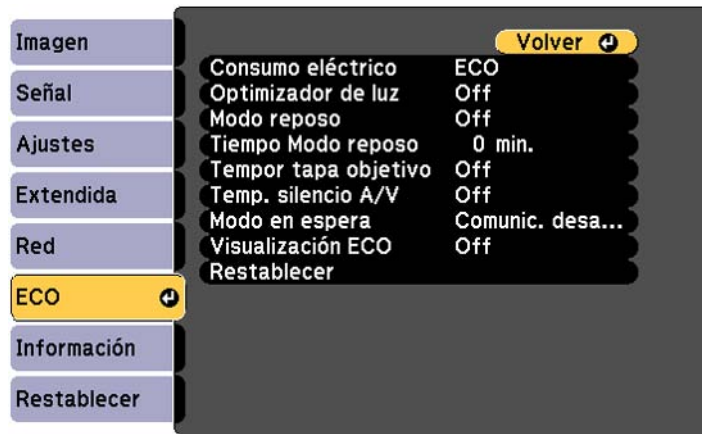 Imagen
Señal
Ajustes
Extendida
Red
ECO
Información
Restablecer
Volver
Consumo eléctrico ECO
Optimizador de luz Off
Modo reposo Off
Tiempo Modo reposo 0 min.
Tempor tapa objetivo Off
Temp. silencio A/V Off
Modo en espera Comunic. desa...
Visualización ECO Off
Restablecer